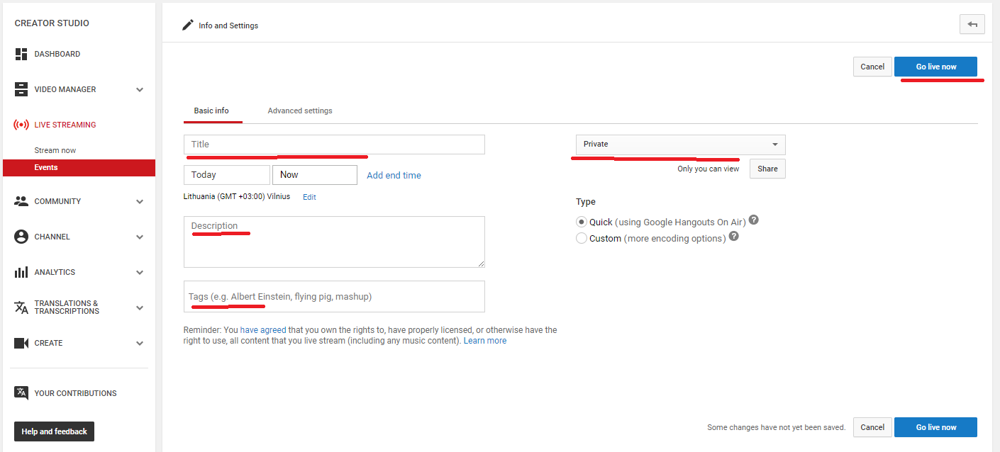 CREATOR STUDIO
DASHBOARD
VIDEO MANAGER
LIVE STREAMING
Stream now
Events
COMMUNITY
CHANNEL
ANALYTICS
TRANSLATIONS &
TRANSCRIPTIONS
CREATE
YOUR CONTRIBUTIONS
Help and feedback
Info and Settings
Cancel
Go live now
Basic info
Advanced settings
Title
Today
Now
Add end time
Lithuania (GMT +03:00) Vilnius
Edit
Description
Tags (e.g. Albert Einstein, flying pig, mashup)
Reminder: You have agreed that you own the rights to, have properly licensed, or otherwise have the
right to use, all content that you live stream (including any music content). Learn more
Private
Only you can view
Share
Type
Quick (using Google Hangouts On Air) ?
Custom (more encoding options) ?
Some changes have not yet been saved.
Cancel
Go live now